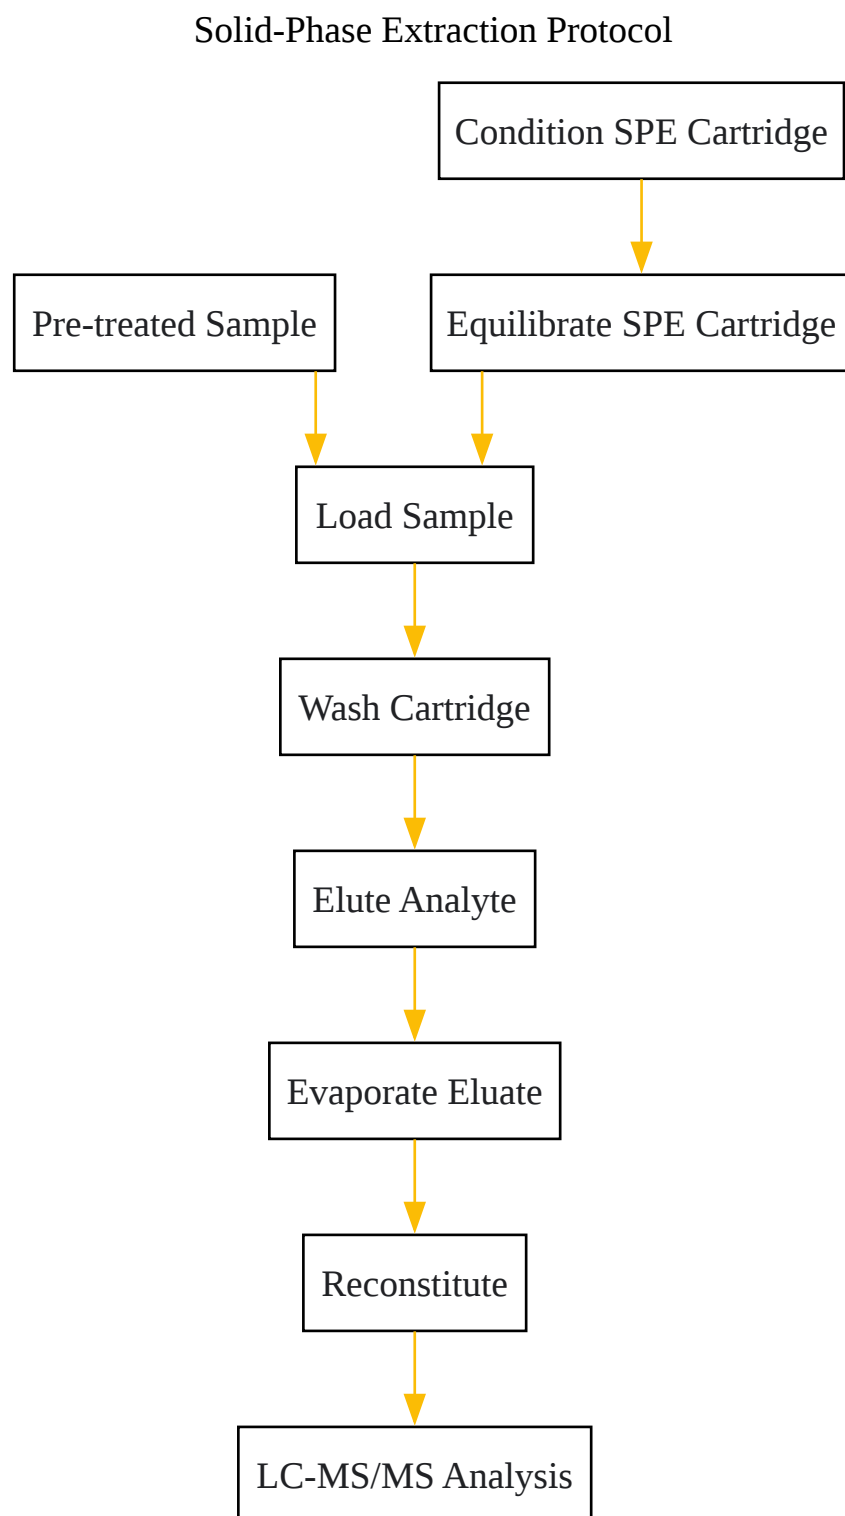 Solid-Phase Extraction Protocol
Condition SPE Cartridge
Pre-treated Sample
Equilibrate SPE Cartridge
Load Sample
Wash Cartridge
Elute Analyte
Evaporate Eluate
Reconstitute
LC-MS/MS Analysis